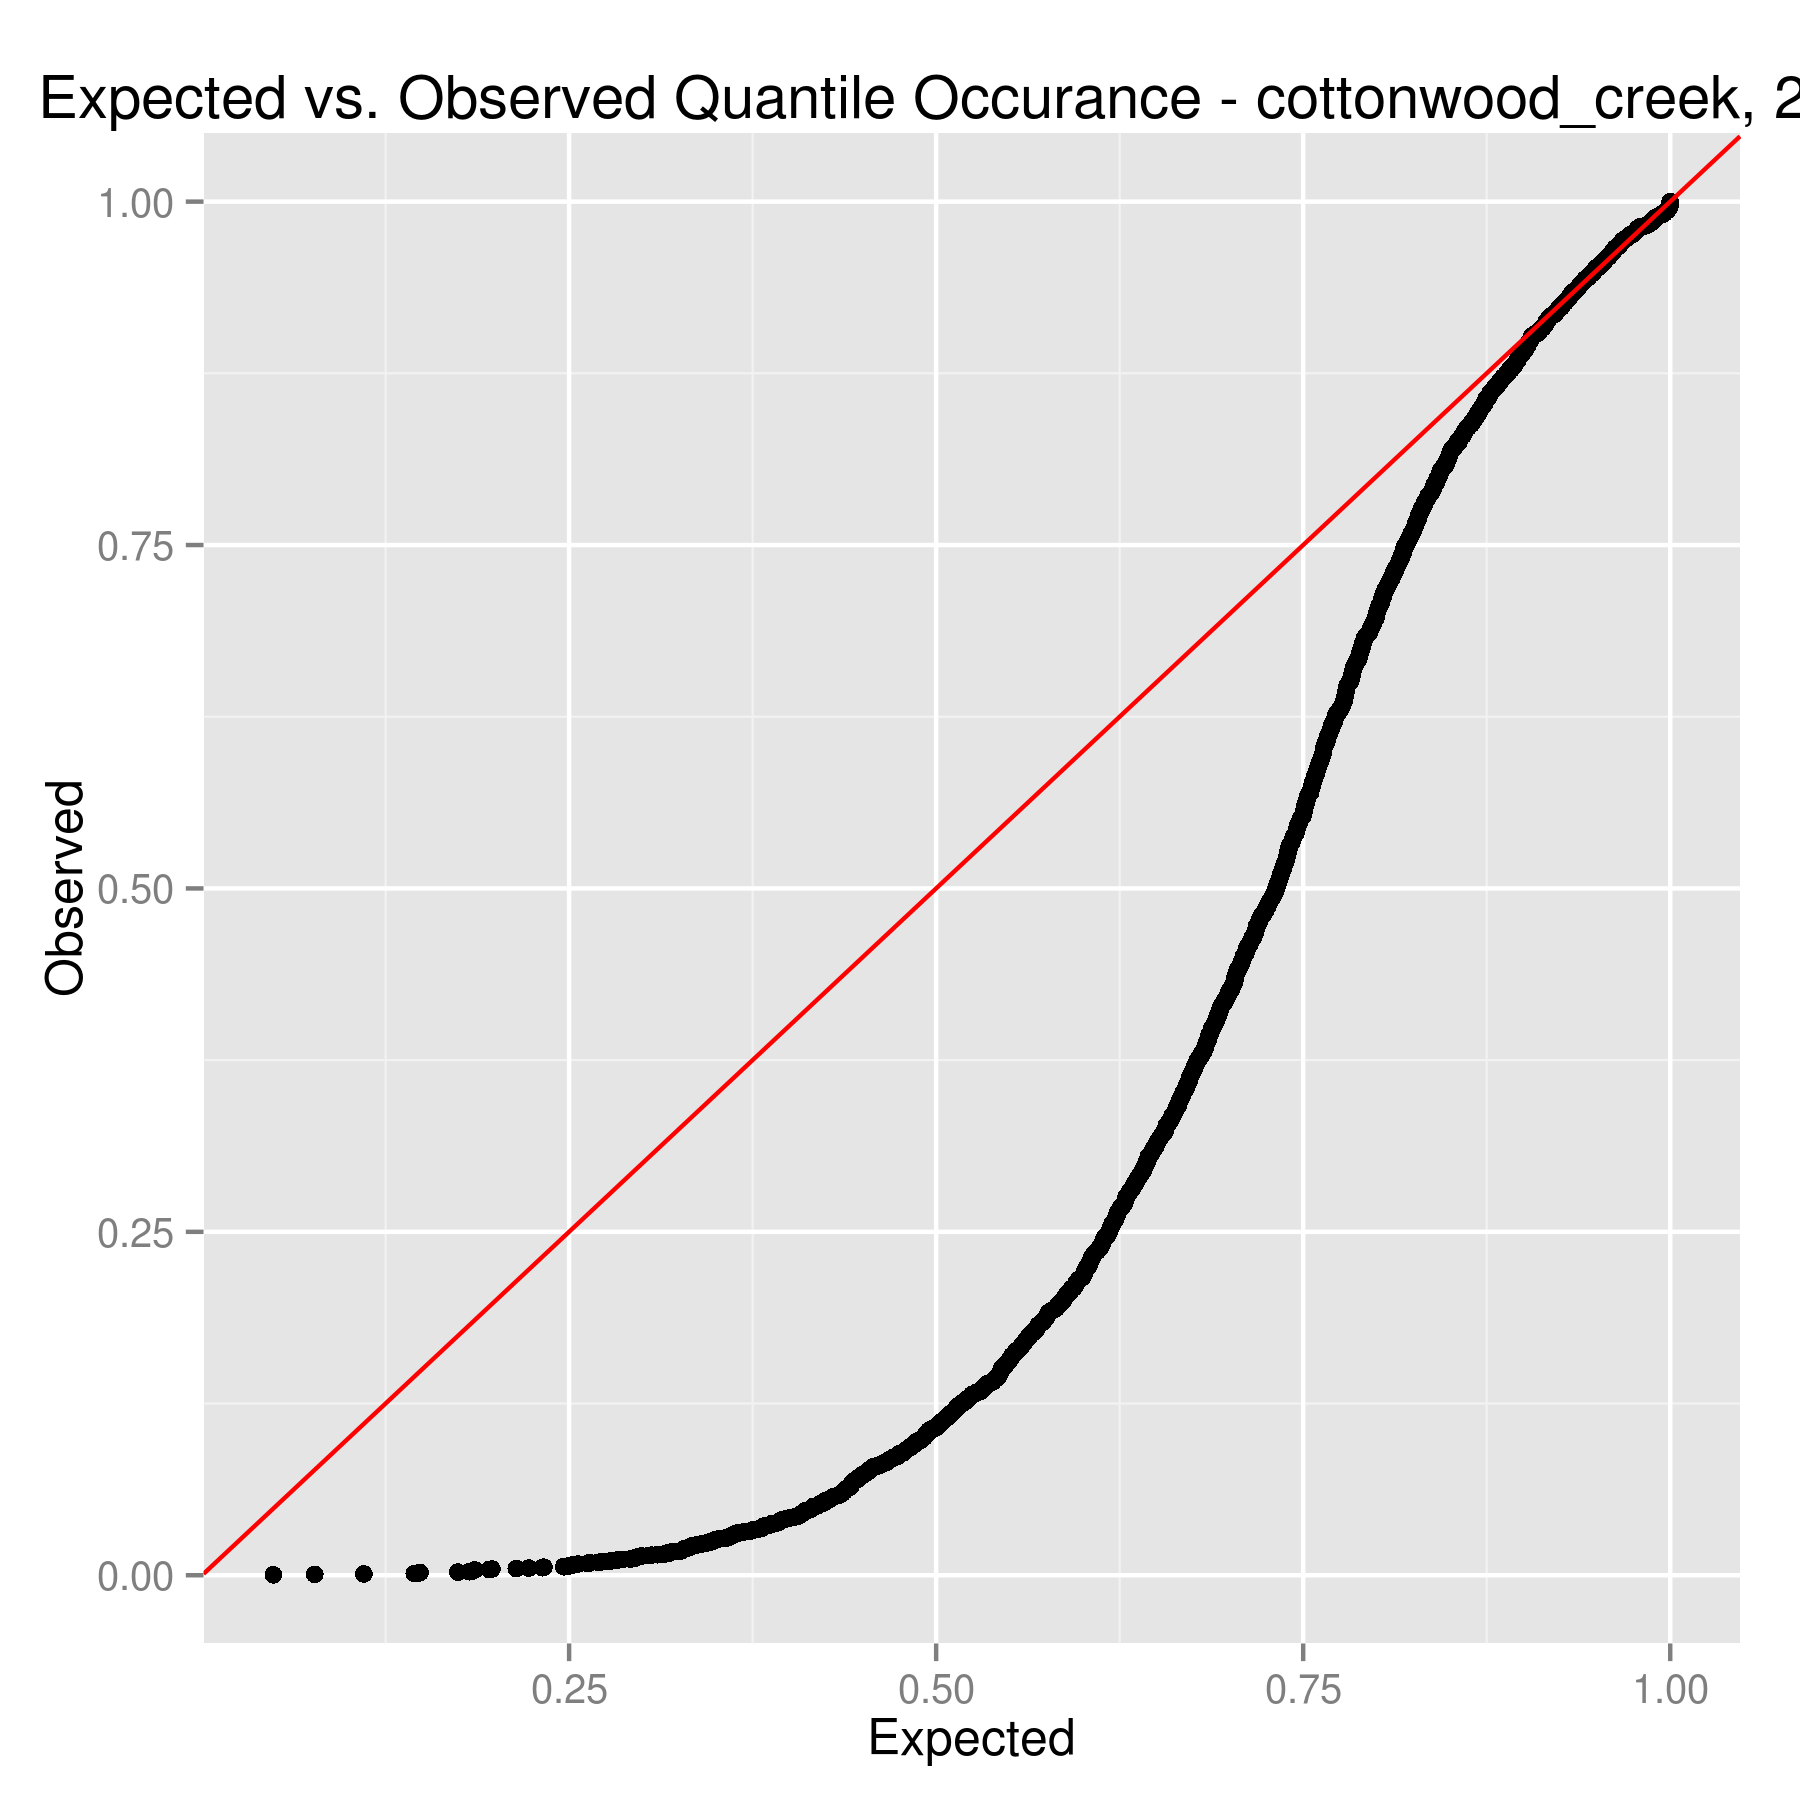 Expected vs. Observed Quantile Occurance - cottonwood_creek, 2
1.00
0.75
0.50
0.25
0.00
Observed
0.25 0.50 0.75 1.00
Expected